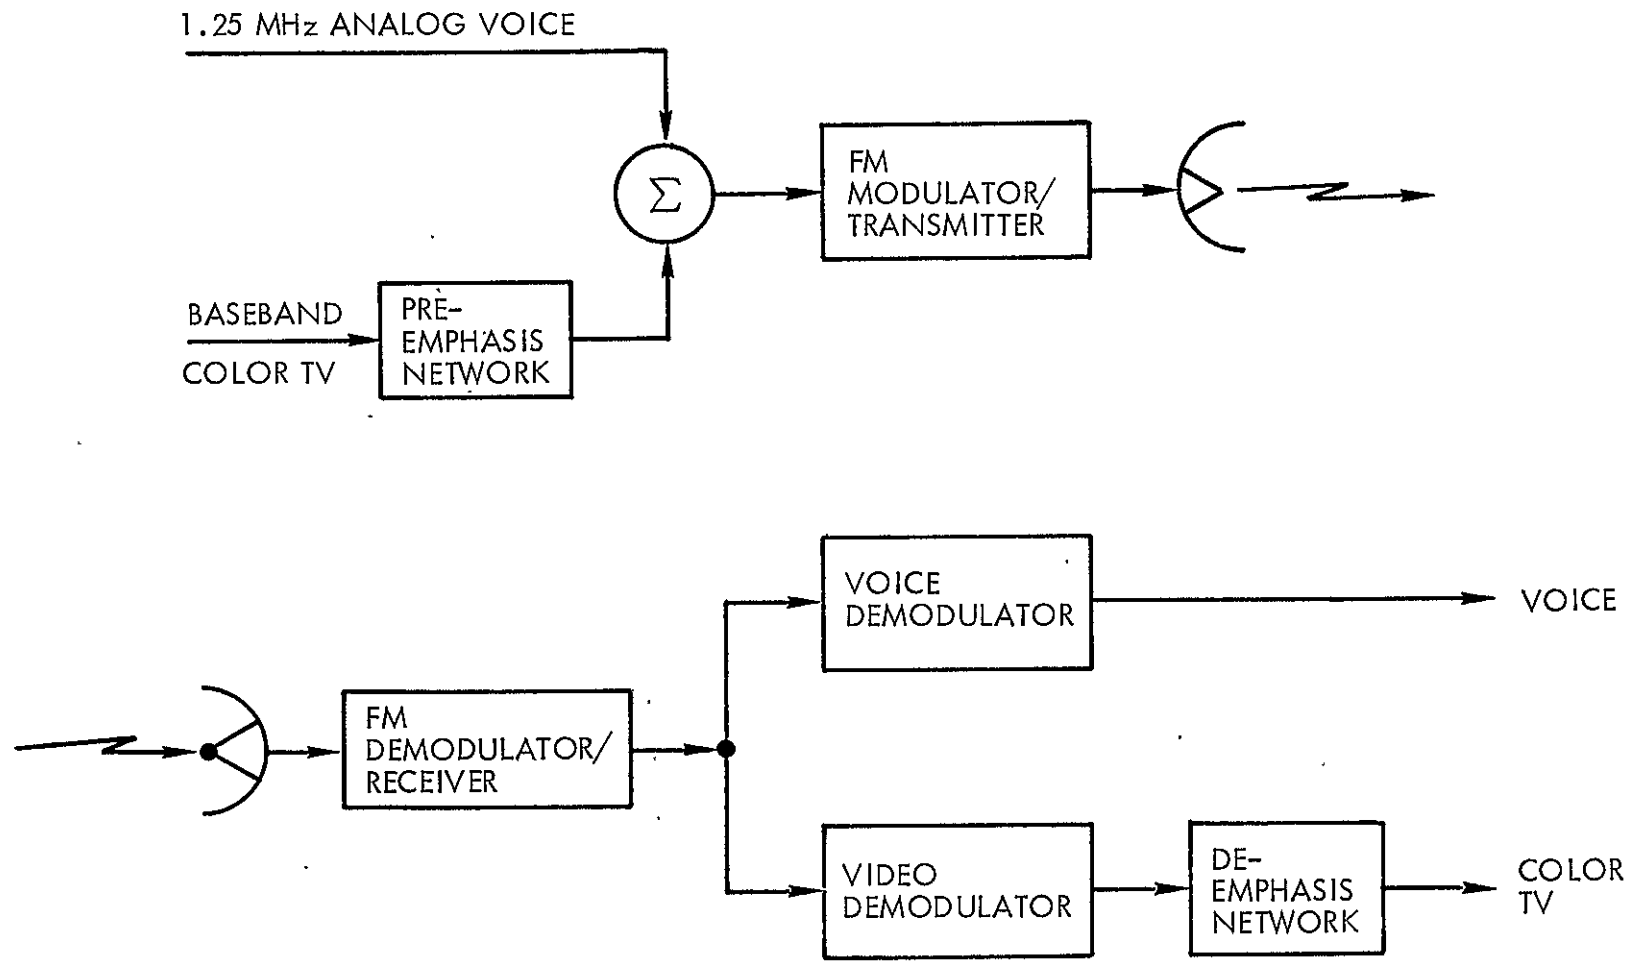 1.25 MHz ANALOG VOICE
Σ
FM
MODULATOR/
TRANSMITTER
BASEBAND
COLOR TV
PRE-
EMPHASIS
NETWORK
VOICE
DEMODULATOR
VOICE
FM
DEMODULATOR/
RECEIVER
VIDEO
DEMODULATOR
DE-
EMPHASIS
NETWORK
COLOR
TV